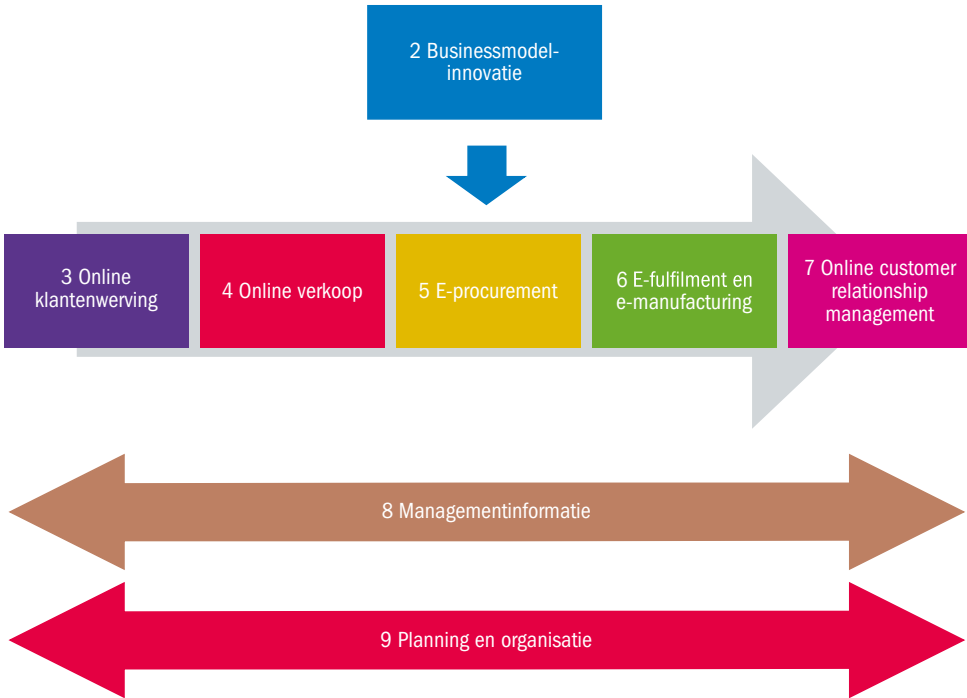 2 Businessmodel-
innovatie
3 Online
klantenwerving
4 Online verkoop
5 E-procurement
6 E-fulfilment en
e-manufacturing
7 Online customer
relationship
management
8 Managementinformatie
9 Planning en organisatie